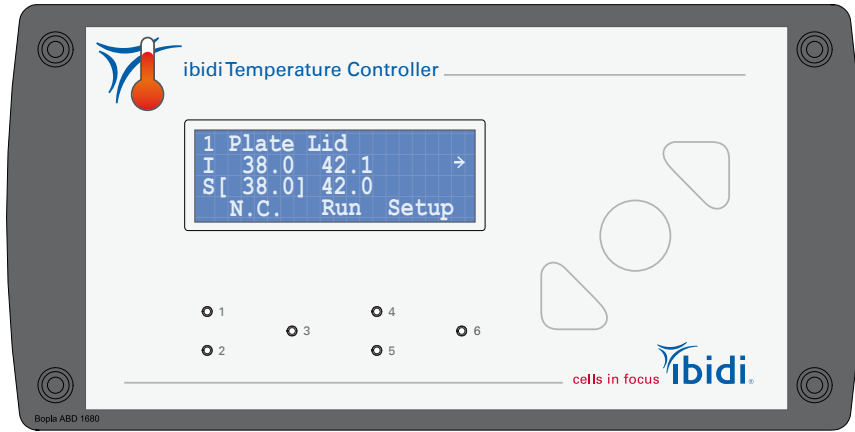 ibidi Temperature Controller
1 Plate Lid
I 38.0 42.1 →
S[ 38.0] 42.0
N.C. Run Setup
1 4
3 6
2 5
cells in focus ibidi®
Bopla ABD 1680